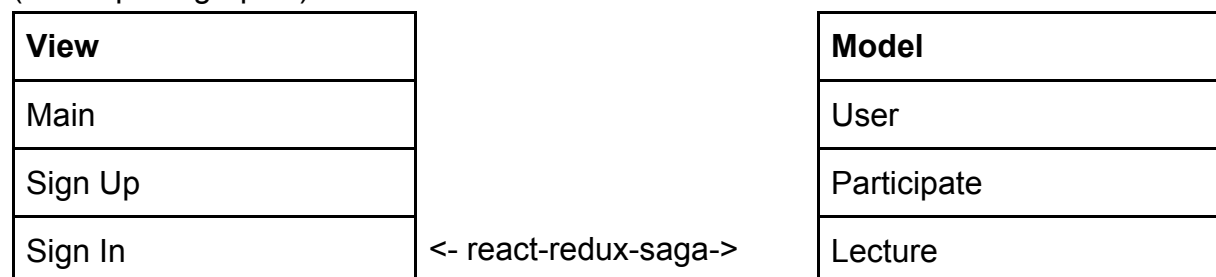 View Model
Main User
Sign Up Participate
Sign In <- react-redux-saga-> Lecture